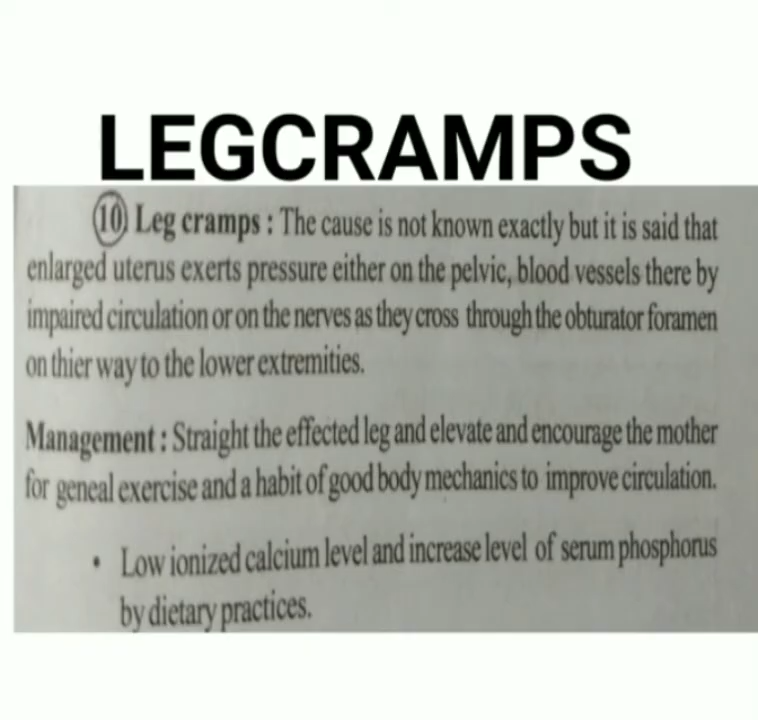 LEGCRAMPS
10 Leg cramps : The cause is not known exactly but it is said that
enlarged uterus exerts pressure either on the pelvic, blood vessels there by
impaired circulation or on the nerves as they cross through the obturator foramen
on thier way to the lower extremities.
Management : Straight the effected leg and elevate and encourage the mother
for geneal exercise and a habit of good body mechanics to improve circulation.
• Low ionized calcium level and increase level of serum phosphorus
by dietary practices.